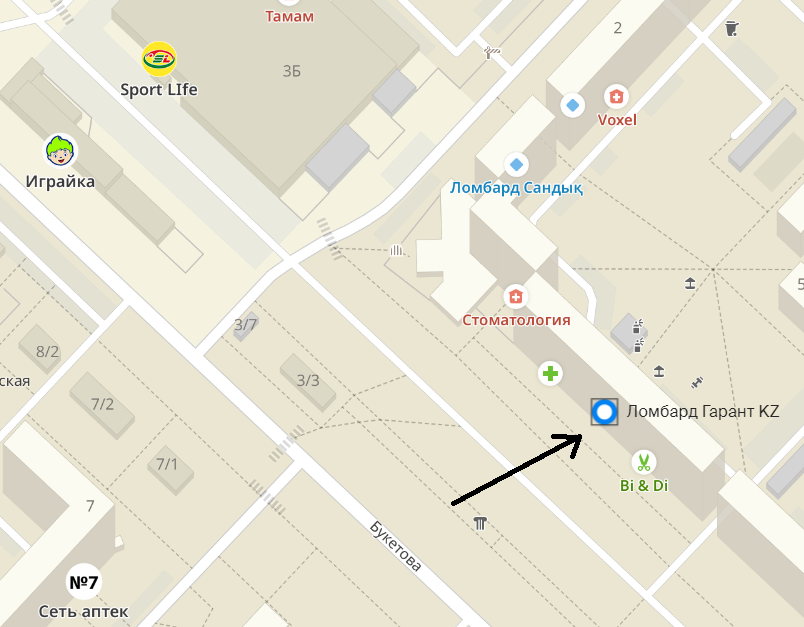 Тамам
2
3Б
Sport LIfe
Voxel
Играйка
Ломбард Сандық
5
3/7
Стоматология
8/2
ская
3/3
7/2
Ломбард Гарант KZ
7/1
Bi & Di
7
Букетова
№7
Сеть аптек